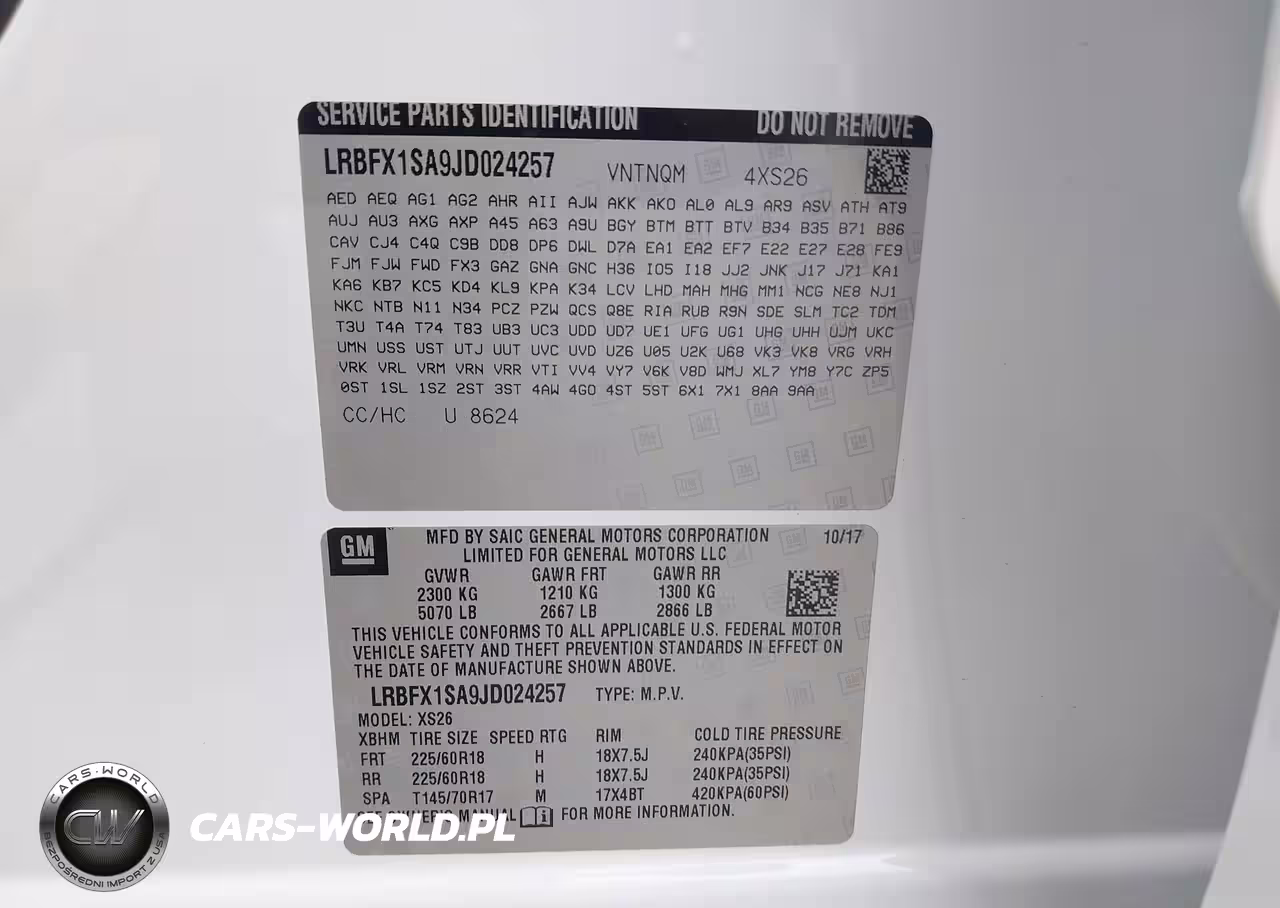 SERVICE PARTS IDENTIFICATION DO NOT REMOVE
LRBFX1SA9JD024257 VNTNQM 4XS26
AED AEQ AG1 AG2 AHR AII AJW AKK AKO AL0 AL9 AR9 ASV ATH AT9
AUJ AU3 AXG AXP A45 A63 A9U BGY BTM BTT BTV B34 B35 B71 B86
CAV CJ4 C4Q C9B DD8 DP6 DWL D7A EA1 EA2 EF7 E22 E27 E28 FE9
FJM FJW FWD FX3 GAZ GNA GNC H36 IO5 I18 JJ2 JNK J17 J71 KA1
KA6 KB7 KC5 KD4 KL9 KPA K34 LCV LHD MAH MHG MM1 NCG NE8 NJ1
NKC NTB N11 N34 PCZ PZW QCS Q8E RIA RUB R9N SDE SLM TC2 TDM
T3U T4A T74 T83 UB3 UC3 UDD UD7 UE1 UFG UG1 UHG UHH UJM UKC
UMN USS UST UTJ UUT UVC UVD UZ6 U05 U2K U68 VK3 VK8 VRG VRH
VRK VRL VRM VRN VRR VTI VV4 VY7 V6K V8D WMJ XL7 YM8 Y7C ZP5
0ST 1SL 1SZ 2ST 3ST 4AW 4GO 4ST 5ST 6X1 7X1 8AA 9AA
CC/HC U 8624
GM MFD BY SAIC GENERAL MOTORS CORPORATION 10/17
LIMITED FOR GENERAL MOTORS LLC
GVWR GAWR FRT GAWR RR
2300 KG 1210 KG 1300 KG
5070 LB 2667 LB 2866 LB
THIS VEHICLE CONFORMS TO ALL APPLICABLE U.S. FEDERAL MOTOR
VEHICLE SAFETY AND THEFT PREVENTION STANDARDS IN EFFECT ON
THE DATE OF MANUFACTURE SHOWN ABOVE.
LRBFX1SA9JD024257 TYPE: M.P.V.
MODEL: XS26
XBHM TIRE SIZE SPEED RTG RIM COLD TIRE PRESSURE
FRT 225/60R18 H 18X7.5J 240KPA(35PSI)
RR 225/60R18 H 18X7.5J 240KPA(35PSI)
SPA T145/70R17 M 17X4BT 420KPA(60PSI)
SEE OWNER'S MANUAL FOR MORE INFORMATION.
CARS-WORLD
CW
BEZPOŚREDNI IMPORT Z USA
CARS-WORLD.PL